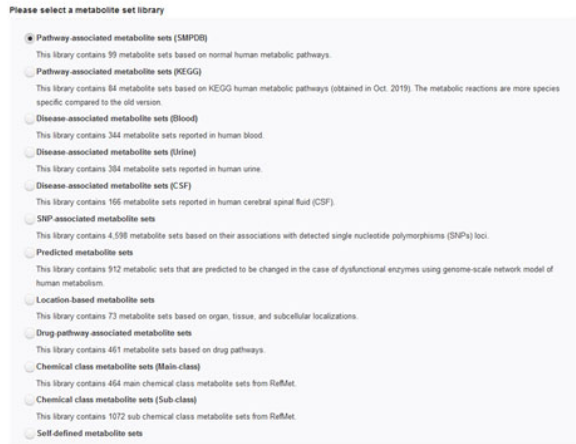 Please select a metabolite set library
Pathway-associated metabolite sets (SMPDB)
This library contains 99 metabolite sets based on normal human metabolic pathways.
Pathway-associated metabolite sets (KEGG)
This library contains 84 metabolite sets based on KEGG human metabolic pathways (obtained in Oct. 2019). The metabolic reactions are more species
specific compared to the old version.
Disease-associated metabolite sets (Blood)
This library contains 344 metabolite sets reported in human blood.
Disease-associated metabolite sets (Urine)
This library contains 384 metabolite sets reported in human urine.
Disease-associated metabolite sets (CSF)
This library contains 166 metabolite sets reported in human cerebral spinal fluid (CSF).
SNP-associated metabolite sets
This library contains 4,598 metabolite sets based on their associations with detected single nucleotide polymorphisms (SNPs) loci.
Predicted metabolite sets
This library contains 912 metabolic sets that are predicted to be changed in the case of dysfunctional enzymes using genome-scale network model of
human metabolism.
Location-based metabolite sets
This library contains 73 metabolite sets based on organ, tissue, and subcellular localizations.
Drug-pathway associated metabolite sets
This library contains 461 metabolite sets based on drug pathways.
Chemical class metabolite sets (Main-class)
This library contains 464 main chemical class metabolite sets from RefMet.
Chemical class metabolite sets (Sub-class)
This library contains 1072 sub chemical class metabolite sets from RefMet.
Self-defined metabolite sets